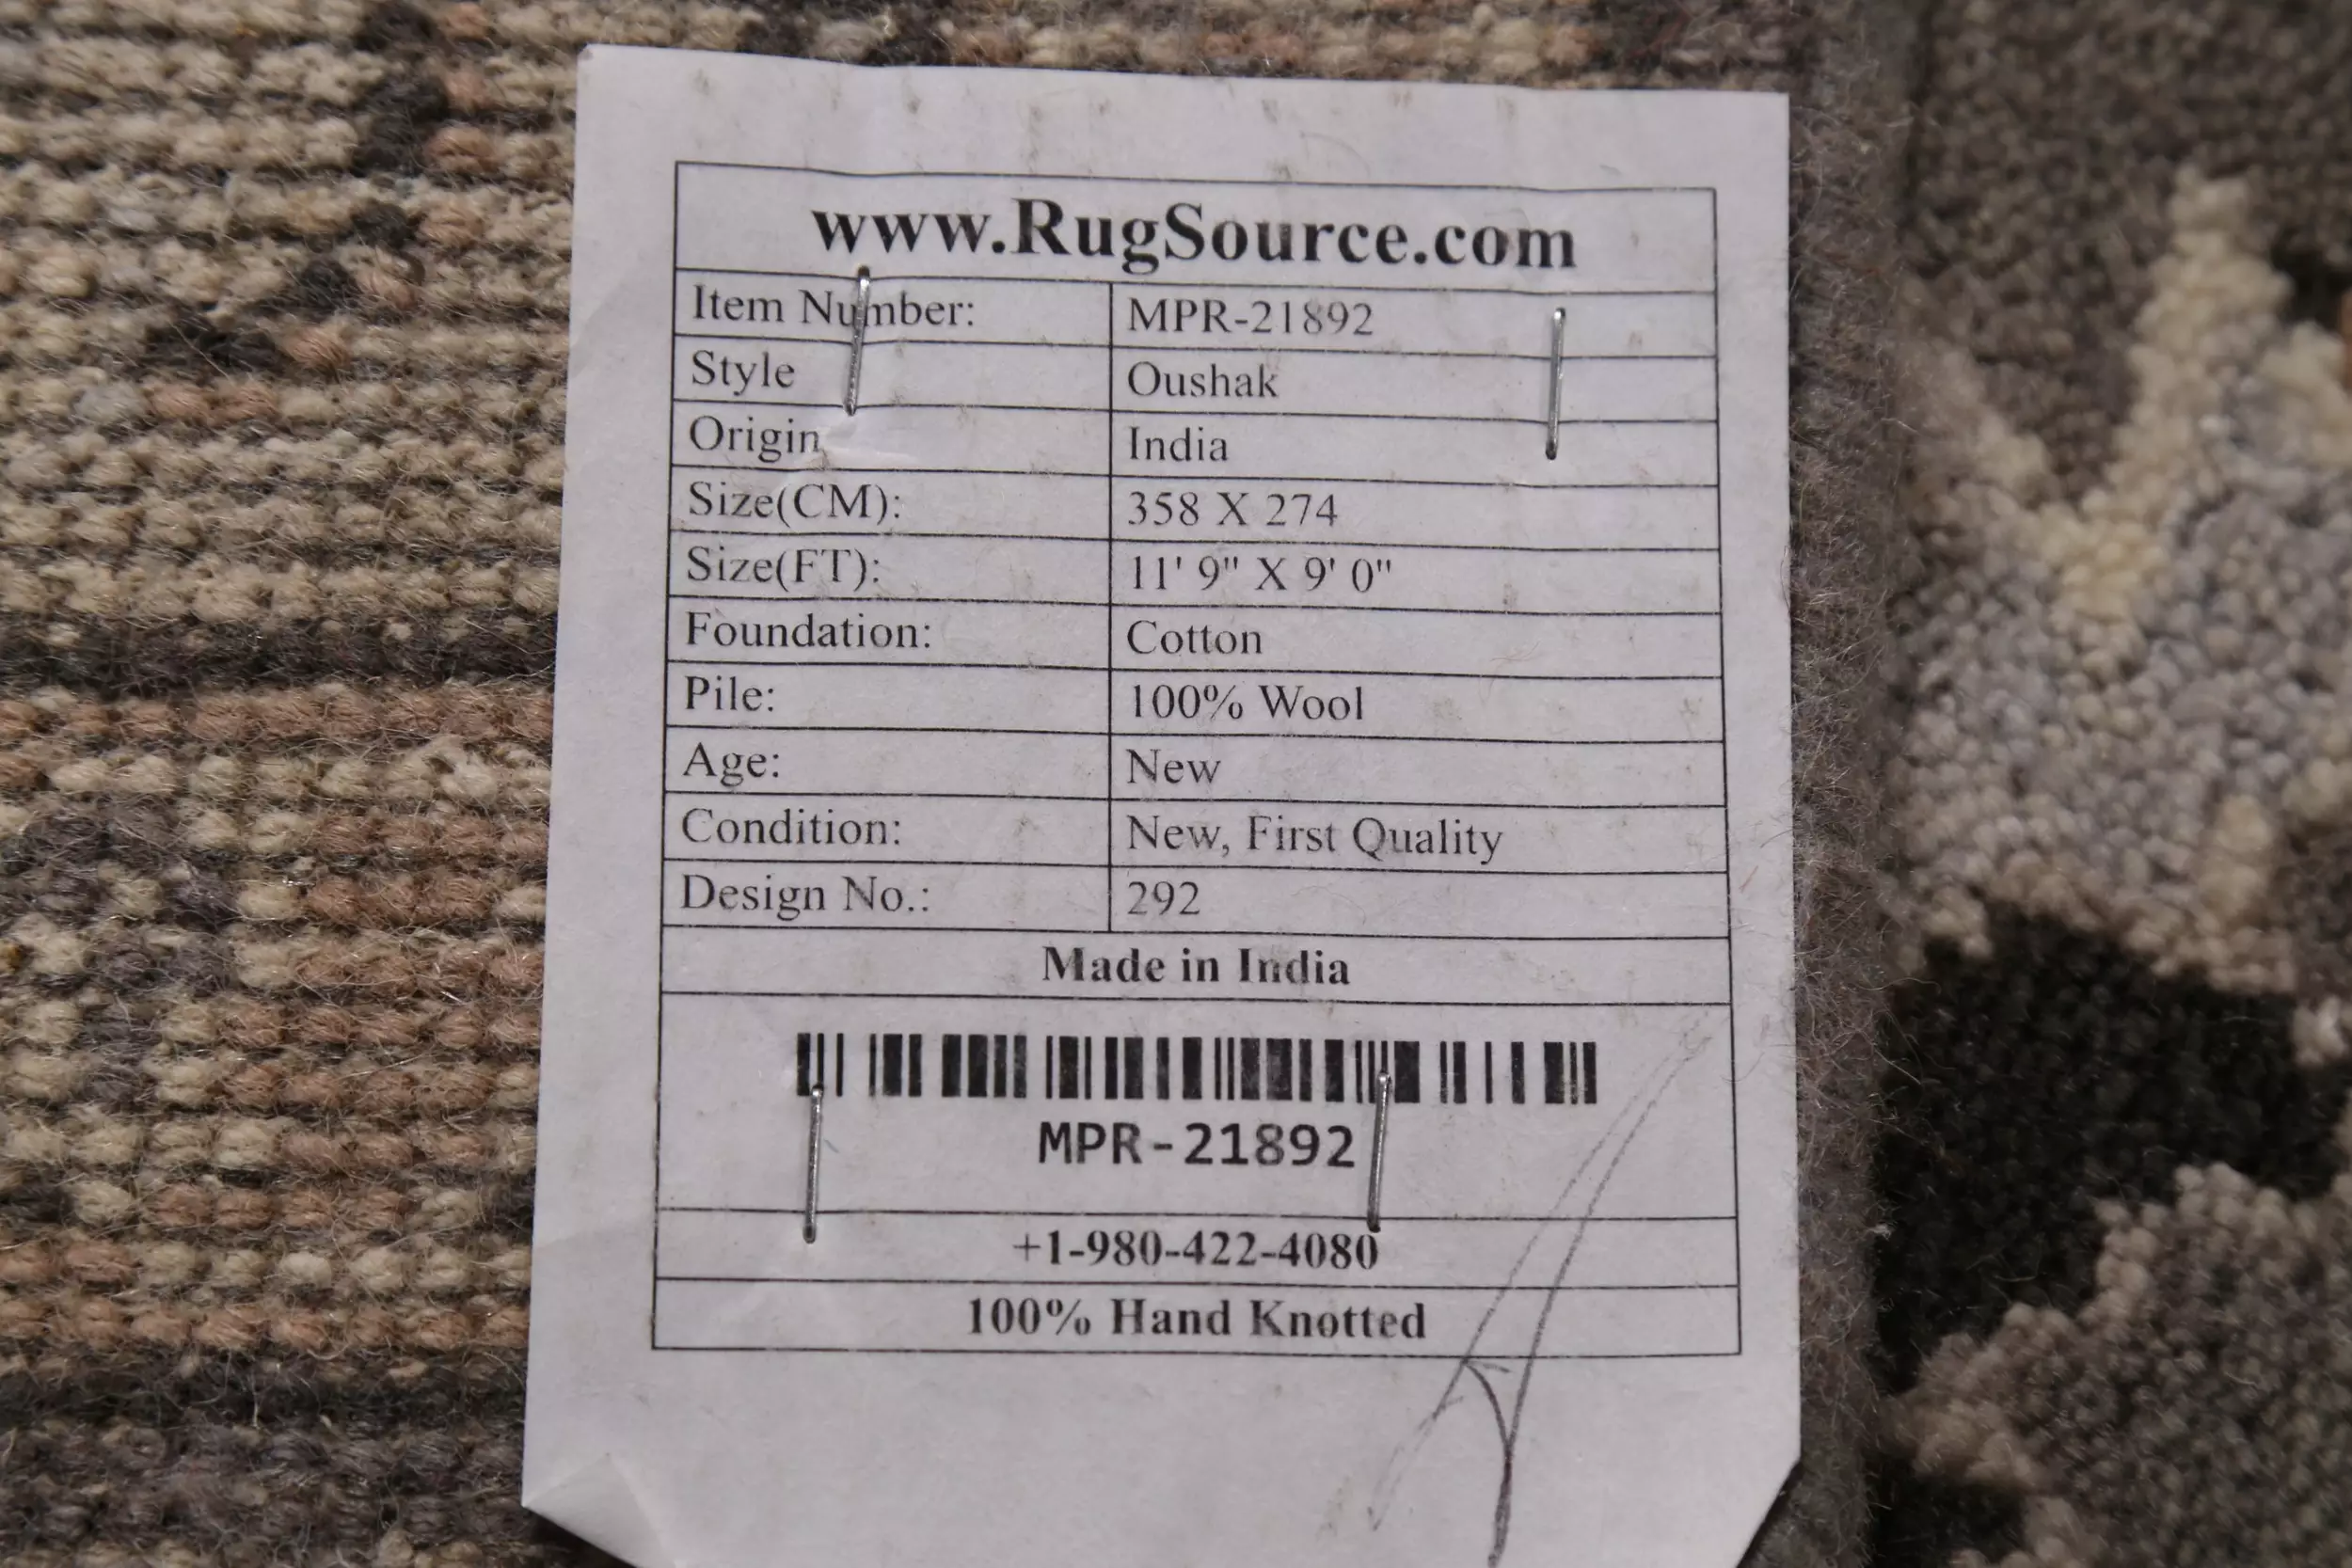 www.RugSource.com
Item Number: MPR-21892
Style Oushak
Origin India
Size(CM): 358 X 274
Size(FT): 11' 9" X 9' 0"
Foundation: Cotton
Pile: 100% Wool
Age: New
Condition: New, First Quality
Design No.: 292
Made in India
MPR-21892
+1-980-422-4080
100% Hand Knotted